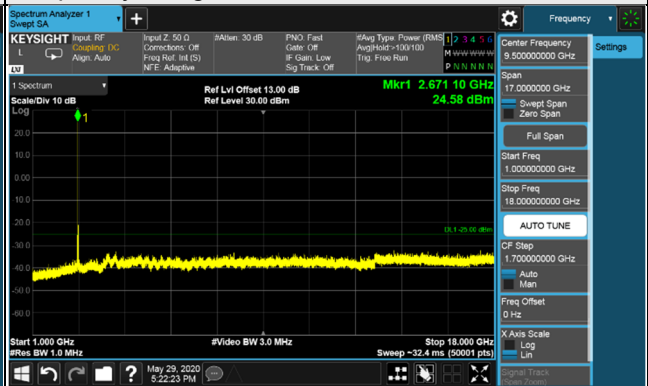 Spectrum Analyzer 1
Swept SA
Frequency
KEYSIGHT
Input: RF
Coupling: DC
Align: Auto
Input Z: 50 Ω
Corrections: Off
Freq Ref: Int (S)
NFE: Adaptive
#Atten: 30 dB
PNO: Fast
Gate: Off
IF Gain: Low
Sig Track: Off
#Avg Type: Power (RMS
Avg|Hold:>100/100
Trig: Free Run
1 2 3 4 5 6
M W W W W W
P N N N N N
L
LXI
Center Frequency
9.500000000 GHz
Settings
Span
17.0000000 GHz
Swept Span
Zero Span
Full Span
Start Freq
1.000000000 GHz
Stop Freq
18.000000000 GHz
AUTO TUNE
CF Step
1.700000000 GHz
Auto
Man
Freq Offset
0 Hz
X Axis Scale
Log
Lin
Signal Track
(Span Zoom)
1 Spectrum
Scale/Div 10 dB
Log
Ref Lvl Offset 13.00 dB
Ref Level 30.00 dBm
Mkr1 2.671 10 GHz
24.58 dBm
1
20.0
10.0
0.00
-10.0
-20.0
-30.0
-40.0
-50.0
-60.0
DL1 -25.00 dBm
Start 1.000 GHz
#Res BW 1.0 MHz
#Video BW 3.0 MHz
Stop 18.000 GHz
Sweep ~32.4 ms (50001 pts)
?
May 29, 2020
5:22:23 PM